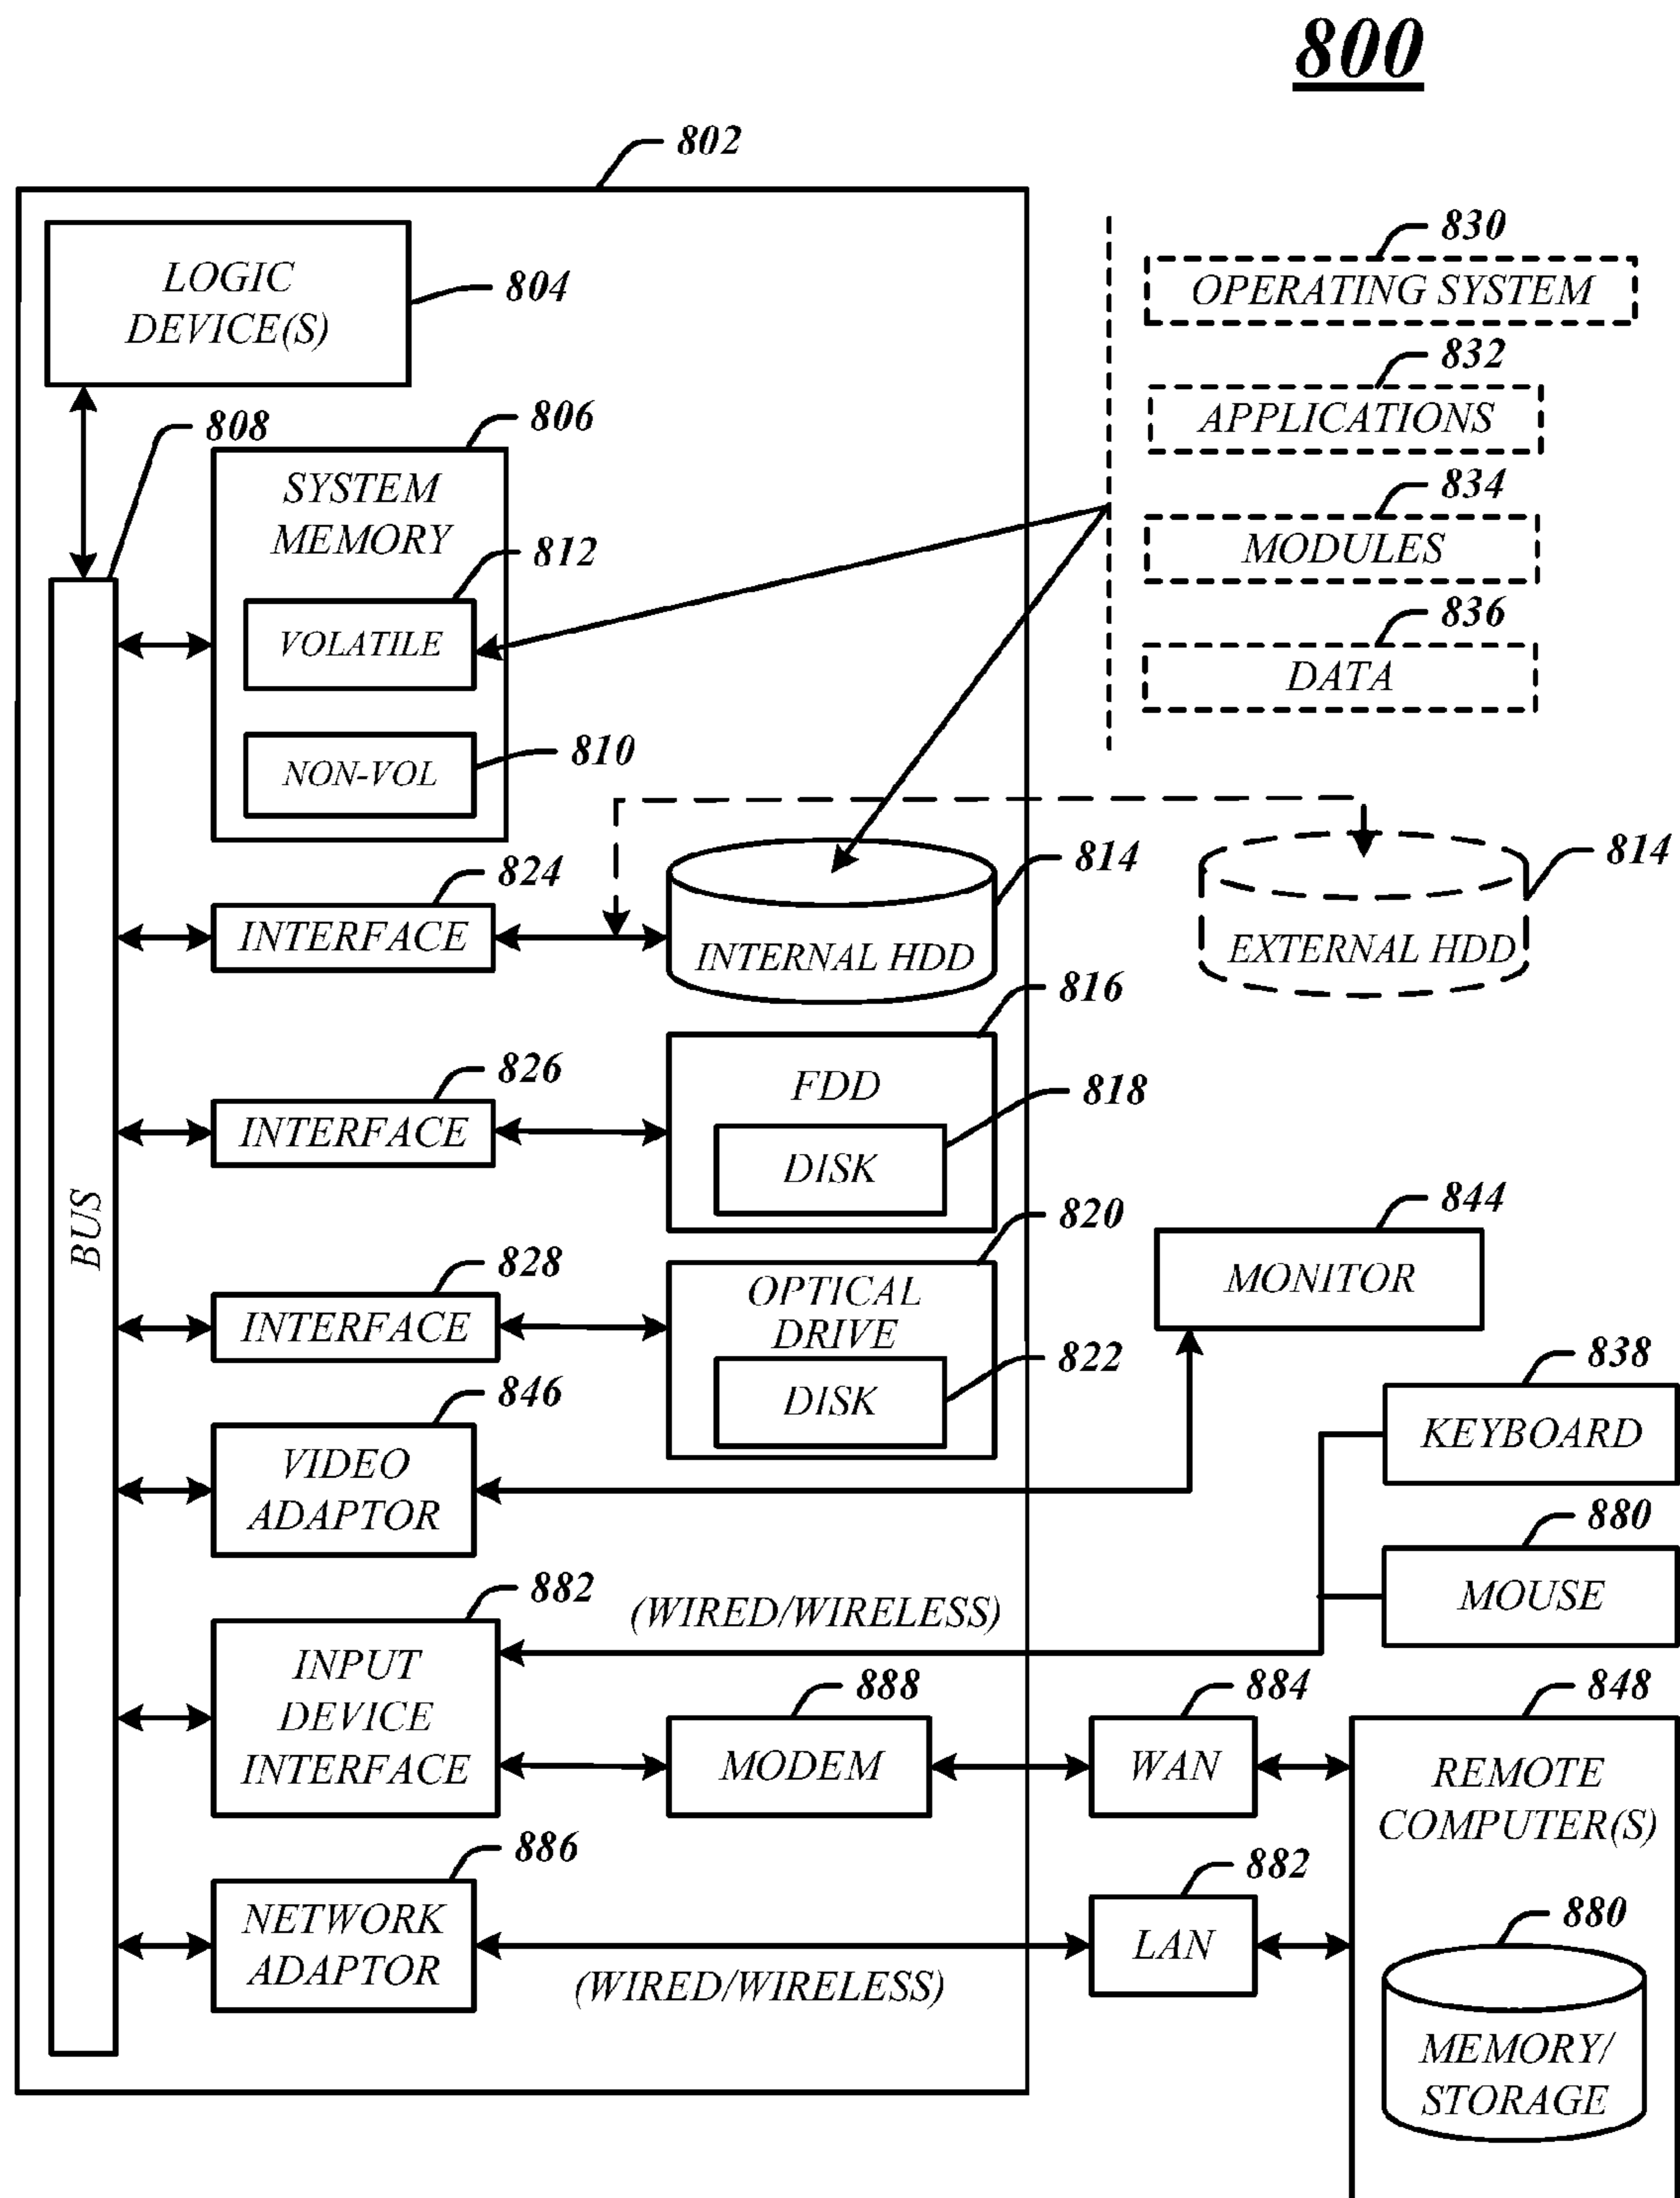 800
802
LOGIC
DEVICE(S)
804
830
OPERATING SYSTEM
832
APPLICATIONS
834
MODULES
836
DATA
808
806
SYSTEM
MEMORY
812
VOLATILE
810
NON-VOL
824
INTERFACE
814
INTERNAL HDD
814
EXTERNAL HDD
816
FDD
818
DISK
826
INTERFACE
BUS
820
OPTICAL
DRIVE
822
DISK
828
INTERFACE
844
MONITOR
846
VIDEO
ADAPTOR
838
KEYBOARD
880
MOUSE
882
INPUT
DEVICE
INTERFACE
(WIRED/WIRELESS)
888
MODEM
884
WAN
848
REMOTE
COMPUTER(S)
886
NETWORK
ADAPTOR
(WIRED/WIRELESS)
882
LAN
880
MEMORY/
STORAGE